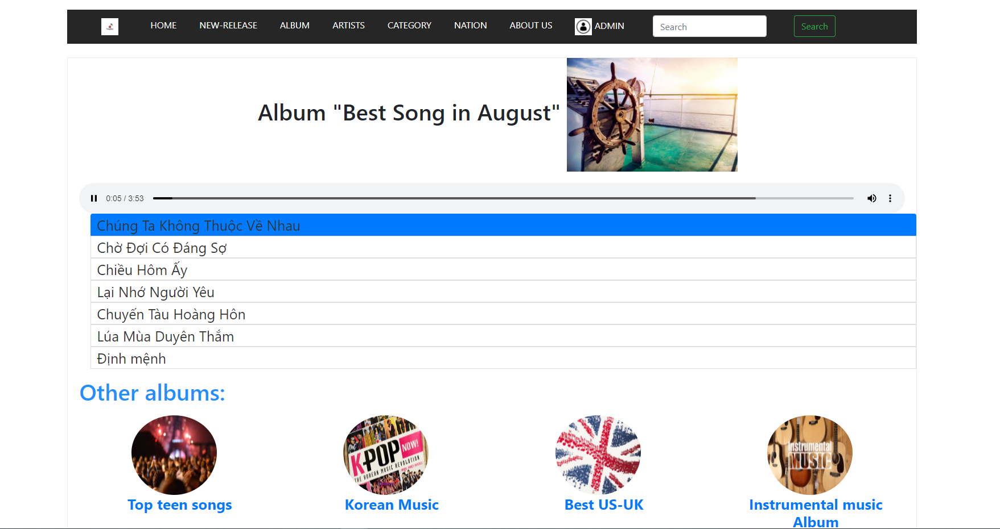 HOME NEW-RELEASE ALBUM ARTISTS CATEGORY NATION ABOUT US ADMIN Search Search
Album "Best Song in August"
0:05 / 3:53
Chúng Ta Không Thuộc Về Nhau
Chờ Đợi Có Đáng Sợ
Chiều Hôm Ấy
Lại Nhớ Người Yêu
Chuyến Tàu Hoàng Hôn
Lúa Mùa Duyên Thắm
Định mệnh
Other albums:
K-POP NOW!
THE KOREAN MUSIC REVOLUTION
Instrumental
MUSIC
Top teen songs Korean Music Best US-UK Instrumental music
Album